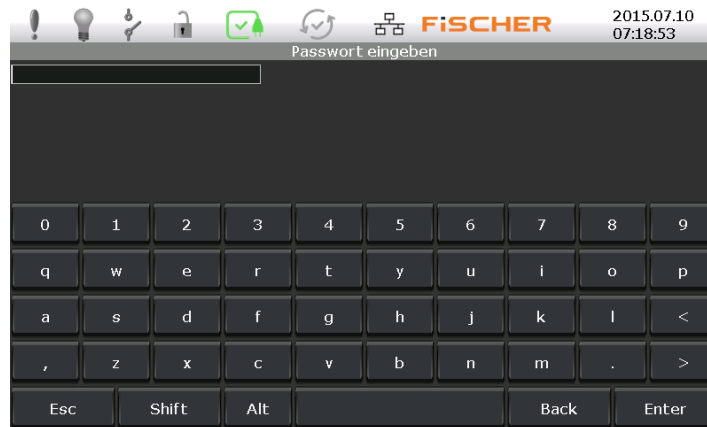 FiSCHER
2015.07.10
07:18:53
Passwort eingeben
0 1 2 3 4 5 6 7 8 9
q w e r t y u i o p
a s d f g h j k l <
, z x c v b n m . >
Esc Shift Alt Back Enter